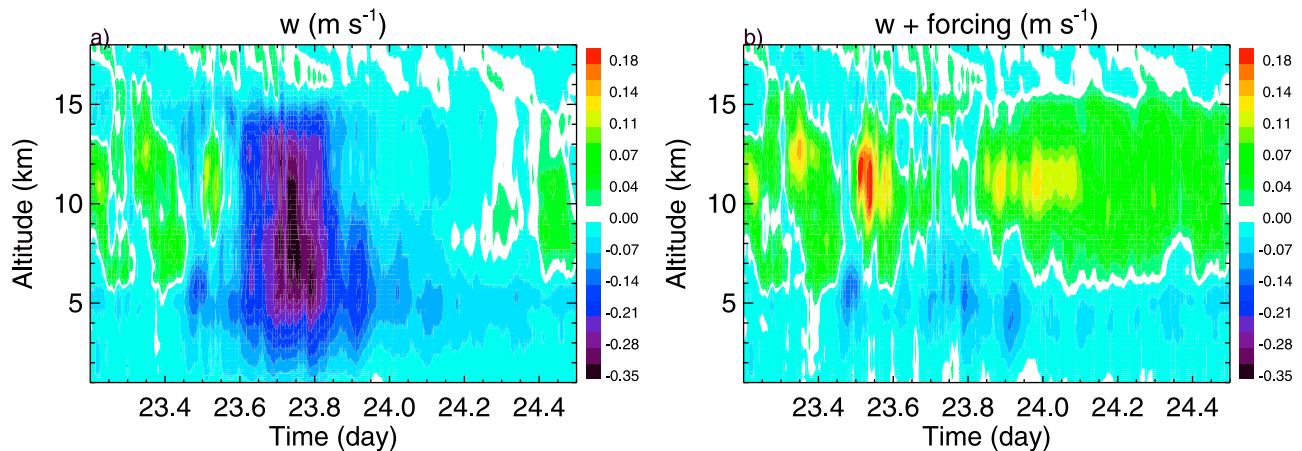 a)
w (m s-1)
Altitude (km)
15
10
5
23.4 23.6 23.8 24.0 24.2 24.4
Time (day)
0.18
0.14
0.11
0.07
0.04
0.00
-0.07
-0.14
-0.21
-0.28
-0.35
b)
w + forcing (m s-1)
Altitude (km)
15
10
5
23.4 23.6 23.8 24.0 24.2 24.4
Time (day)
0.18
0.14
0.11
0.07
0.04
0.00
-0.07
-0.14
-0.21
-0.28
-0.35